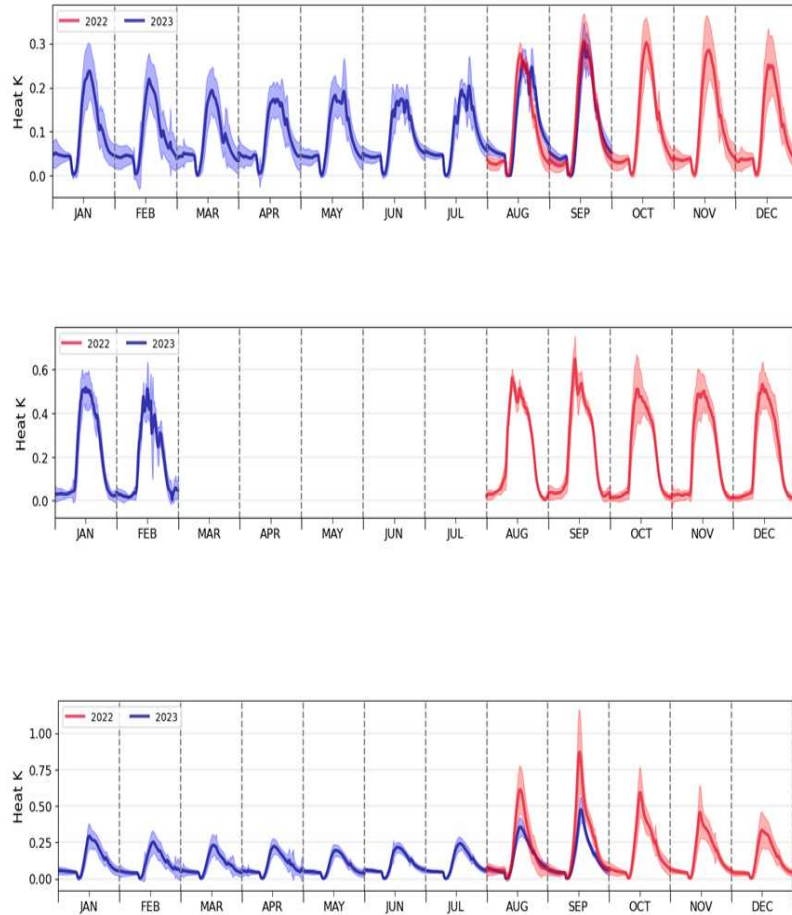 2022 2023
0.3
0.2
0.1
0.0
Heat K
JAN FEB MAR APR MAY JUN JUL AUG SEP OCT NOV DEC
2022 2023
0.6
0.4
0.2
0.0
Heat K
JAN FEB MAR APR MAY JUN JUL AUG SEP OCT NOV DEC
2022 2023
1.00
0.75
0.50
0.25
0.00
Heat K
JAN FEB MAR APR MAY JUN JUL AUG SEP OCT NOV DEC